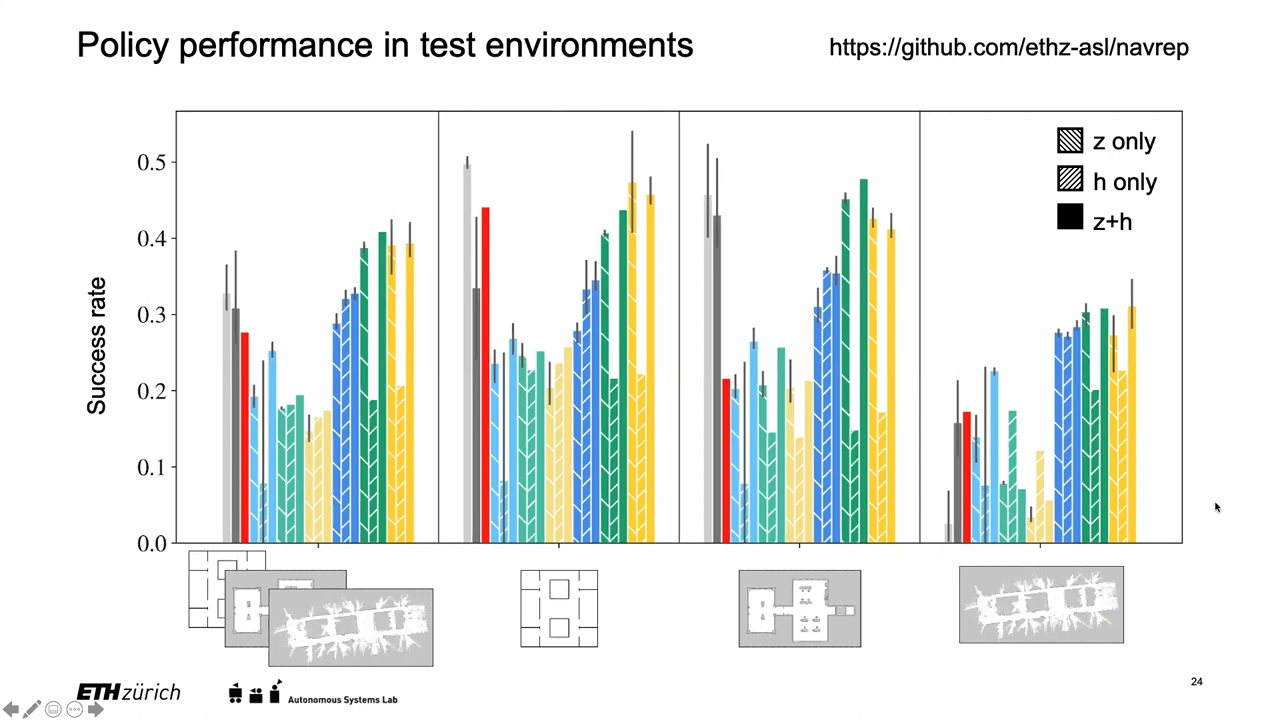 Policy performance in test environments
https://github.com/ethz-asl/navrep
Success rate
0.5
0.4
0.3
0.2
0.1
0.0
z only
h only
z+h
ETH zürich
Autonomous Systems Lab
24